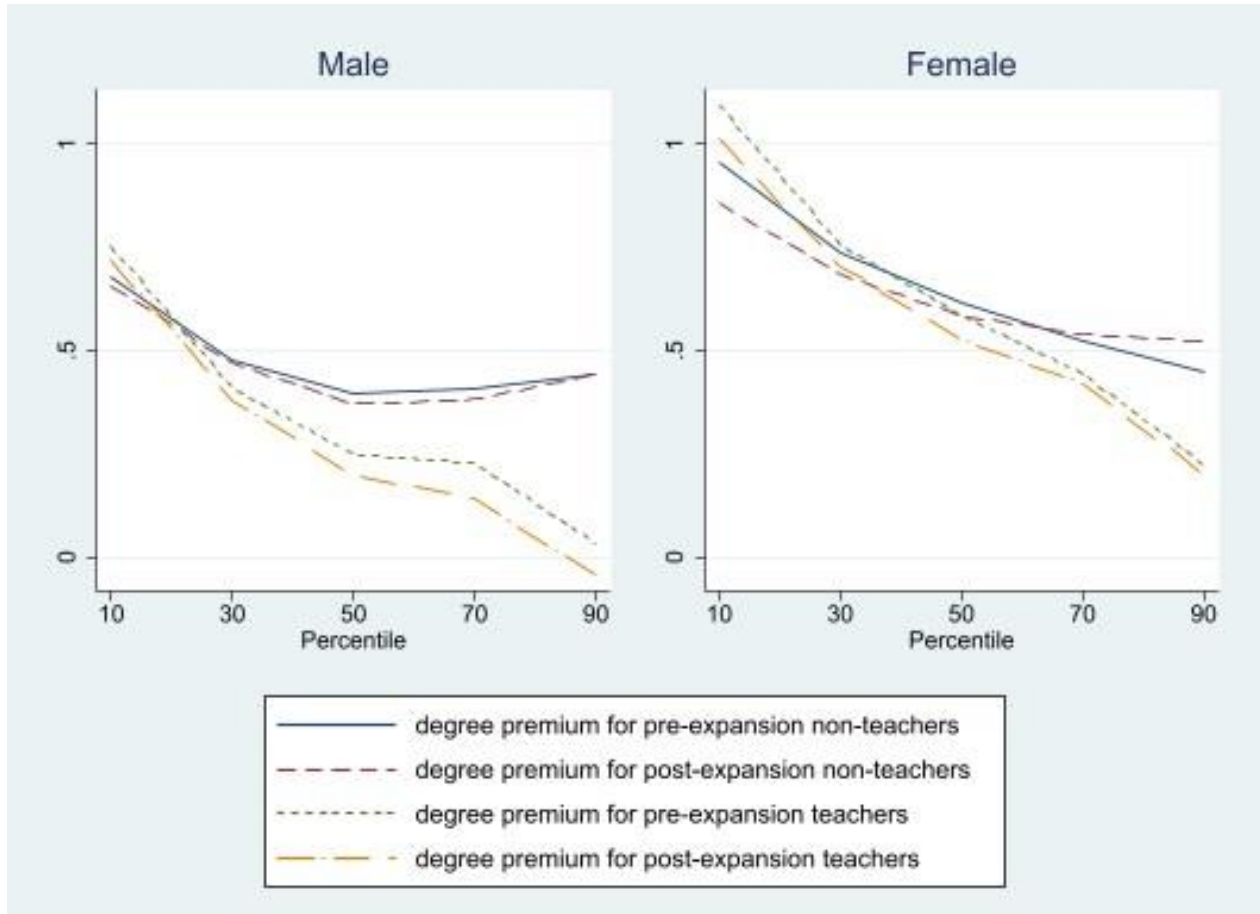 Male
1
.5
0
10 30 50 70 90
Percentile
Female
1
.5
0
10 30 50 70 90
Percentile
degree premium for pre-expansion non-teachers
degree premium for post-expansion non-teachers
degree premium for pre-expansion teachers
degree premium for post-expansion teachers